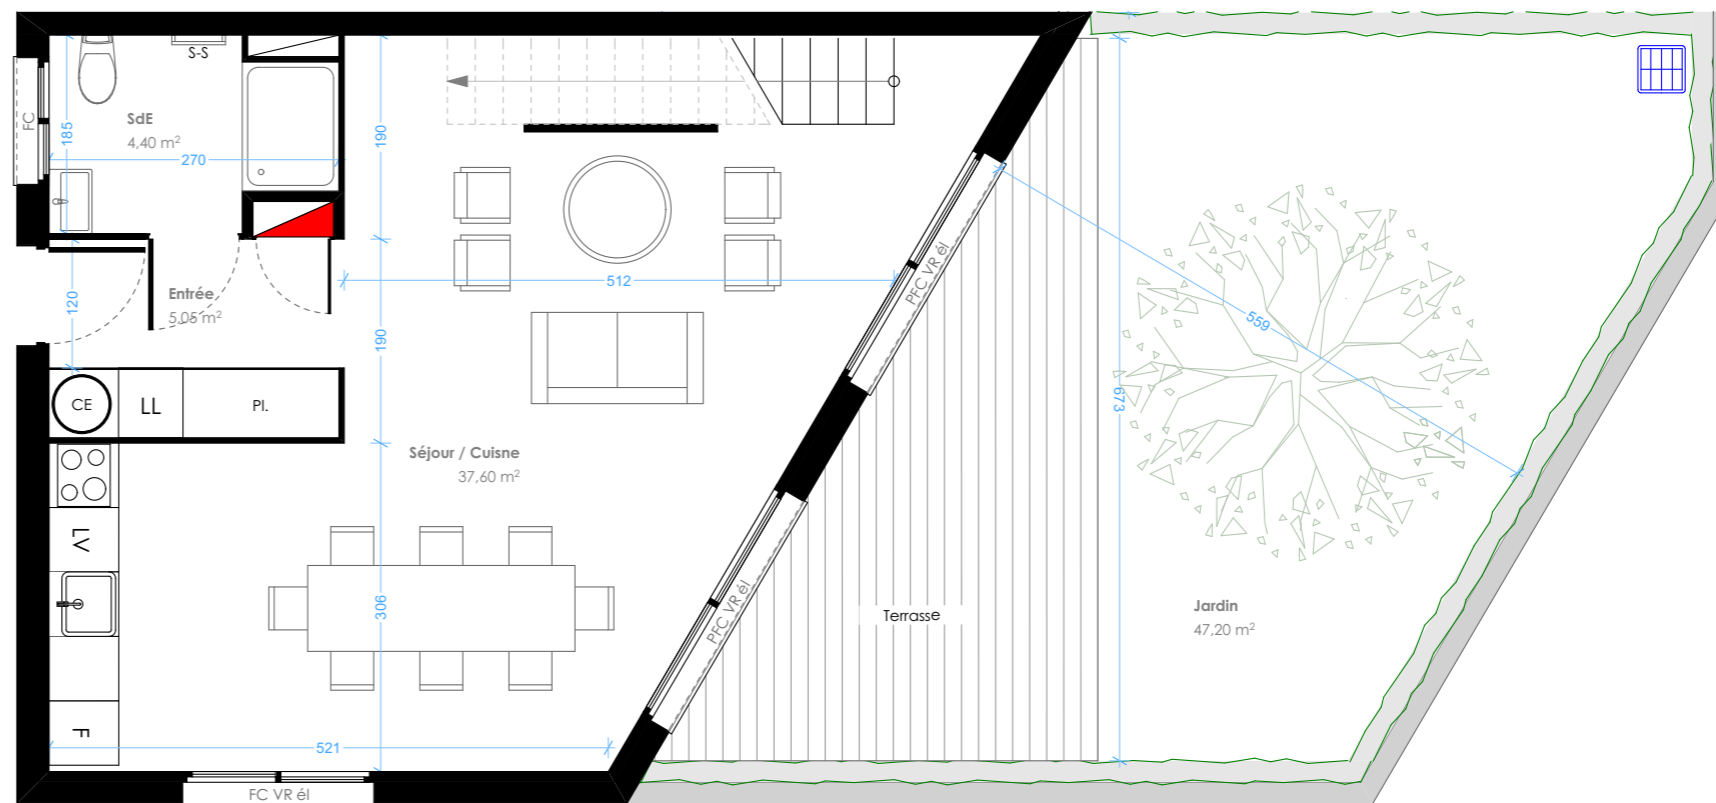 S-S
FC
SdE
4,40 m²
185
270
190
Entrée
5,05 m²
120
512
190
PFC VR él
559
673
CE
LL
Pl.
Séjour / Cuisne
37,60 m²
LV
306
PFC VR él
Terrasse
Jardin
47,20 m²
F
521
FC VR él